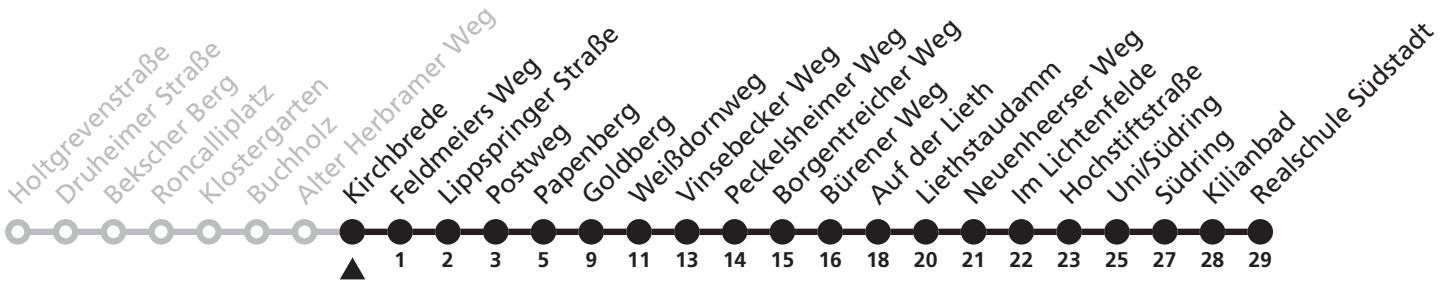 Holtgrevenstraße
Druheimer Straße
Bekscher Berg
Roncalliplatz
Klostergarten
Buchholz
Alter Herbramer Weg
Kirchbrede
Feldmeiers Weg
Lippspringer Straße
Postweg
Papenberg
Goldberg
Weißdornweg
Vinsebecker Weg
Peckelsheimer Weg
Borgentreicher Weg
Bürener Weg
Auf der Lieth
Liethstaudamm
Neuenheerser Weg
Im Lichtenfelde
Hochstiftstraße
Uni/Südring
Südring
Kilianbad
Realschule Südstadt
1 2 3 5 9 11 13 14 15 16 18 20 21 22 23 25 27 28 29